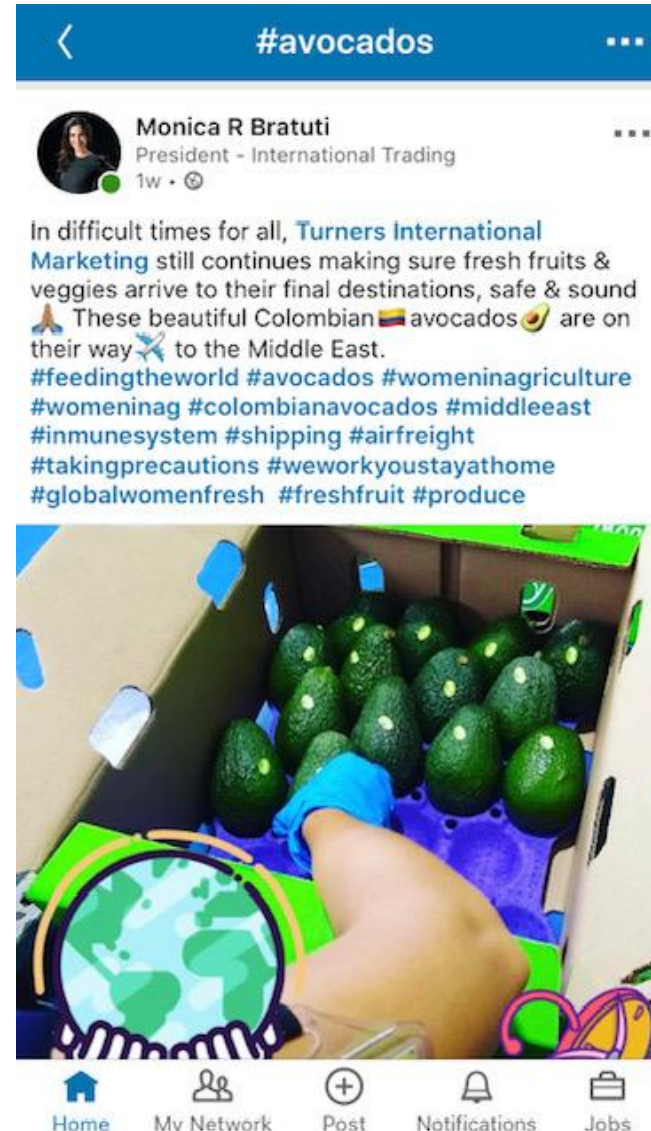 #avocados
Monica R Bratuti
President - International Trading
1w •
In difficult times for all, Turners International
Marketing still continues making sure fresh fruits &
veggies arrive to their final destinations, safe & sound
🙏🏽 These beautiful Colombian🇨🇴avocados🥑 are on
their way✈️ to the Middle East.
#feedingtheworld #avocados #womeninagriculture
#womeninag #colombianavocados #middleeast
#inmunesystem #shipping #airfreight
#takingprecautions #weworkyoustayathome
#globalwomenfresh #freshfruit #produce
Home My Network Post Notifications Jobs